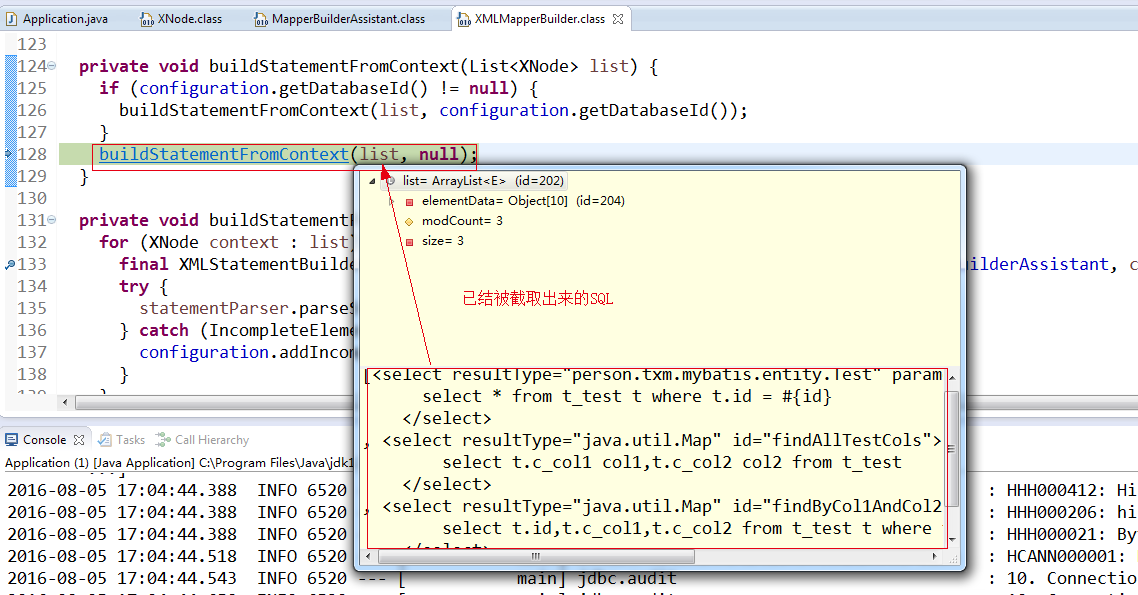 Application.java XNode.class MapperBuilderAssistant.class XMLMapperBuilder.class
123
124 private void buildStatementFromContext(List<XNode> list) {
125 if (configuration.getDatabaseId() != null) {
126 buildStatementFromContext(list, configuration.getDatabaseId());
127 }
128 buildStatementFromContext(list, null);
129 }
130
131 private void buildStatementF
132 for (XNode context : list)
133 final XMLStatementBuilde ilderAssistant, c
134 try {
135 statementParser.parseS
136 } catch (IncompleteEleme
137 configuration.addIncom
138 }
list= ArrayList<E> (id=202)
elementData= Object[10] (id=204)
modCount= 3
size= 3
已结被截取出来的SQL
[<select resultType="person.txm.mybatis.entity.Test" param
select * from t_test t where t.id = #{id}
</select>
, <select resultType="java.util.Map" id="findAllTestCols">
select t.c_col1 col1,t.c_col2 col2 from t_test
</select>
, <select resultType="java.util.Map" id="findByCol1AndCol2
select t.id,t.c_col1,t.c_col2 from t_test t where
</select>
Console Tasks Call Hierarchy
Application (1) [Java Application] C:\Program Files\Java\jdk1
2016-08-05 17:04:44.388 INFO 6520 : HHH000412: Hi
2016-08-05 17:04:44.388 INFO 6520 : HHH000206: hi
2016-08-05 17:04:44.388 INFO 6520 : HHH000021: By
2016-08-05 17:04:44.518 INFO 6520 : HCANN000001:
2016-08-05 17:04:44.543 INFO 6520 --- [ main] jdbc.audit : 10. Connectio